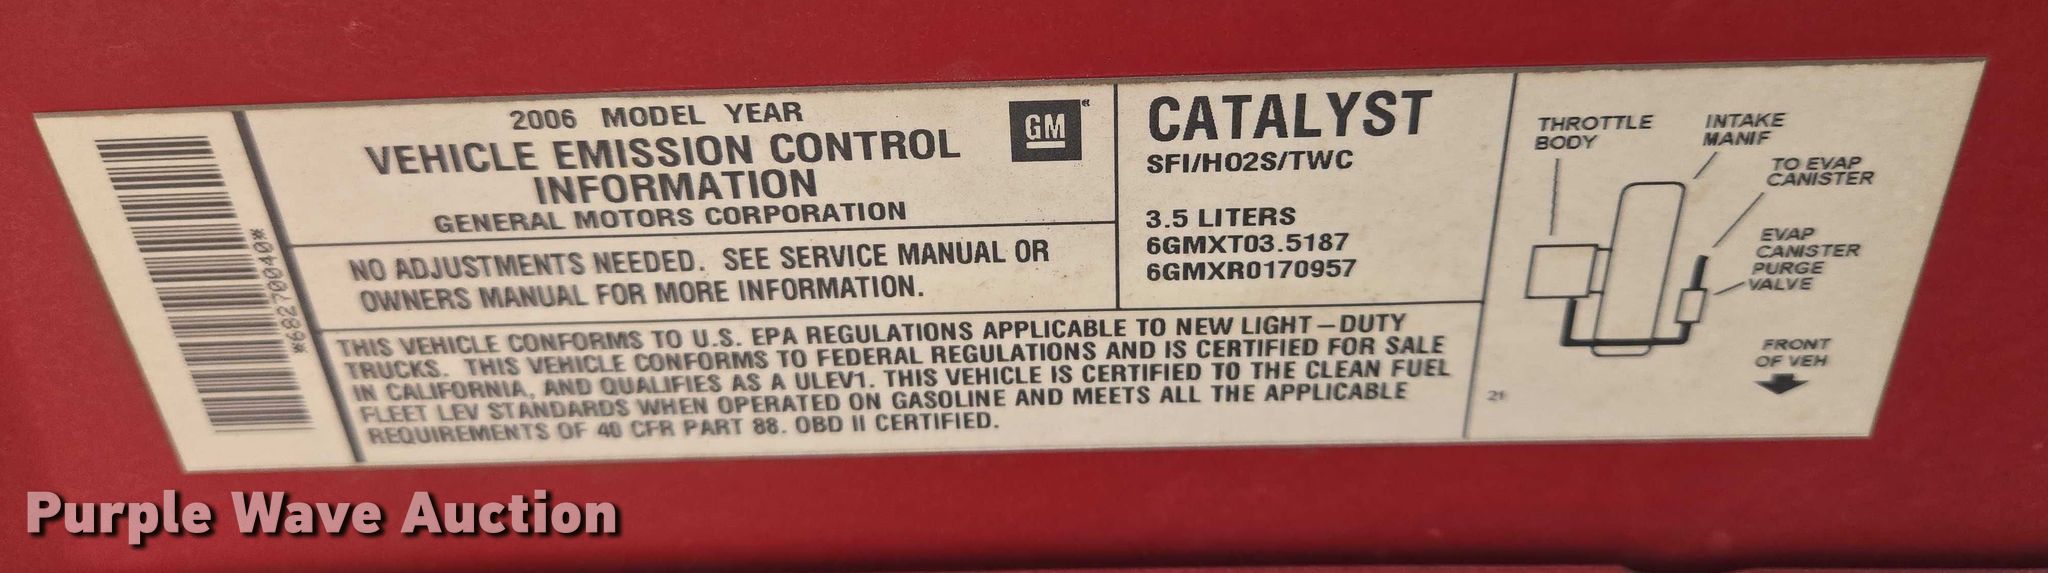 *68270040*
2006 MODEL YEAR
VEHICLE EMISSION CONTROL
INFORMATION
GENERAL MOTORS CORPORATION
GM
NO ADJUSTMENTS NEEDED. SEE SERVICE MANUAL OR
OWNERS MANUAL FOR MORE INFORMATION.
CATALYST
SFI/HO2S/TWC
3.5 LITERS
6GMXT03.5187
6GMXR0170957
THIS VEHICLE CONFORMS TO U.S. EPA REGULATIONS APPLICABLE TO NEW LIGHT-DUTY
TRUCKS. THIS VEHICLE CONFORMS TO FEDERAL REGULATIONS AND IS CERTIFIED FOR SALE
IN CALIFORNIA, AND QUALIFIES AS A ULEV1. THIS VEHICLE IS CERTIFIED TO THE CLEAN FUEL
FLEET LEV STANDARDS WHEN OPERATED ON GASOLINE AND MEETS ALL THE APPLICABLE
REQUIREMENTS OF 40 CFR PART 88. OBD II CERTIFIED.
THROTTLE
BODY
INTAKE
MANIF
TO EVAP
CANISTER
EVAP
CANISTER
PURGE
VALVE
FRONT
OF VEH
Purple Wave Auction